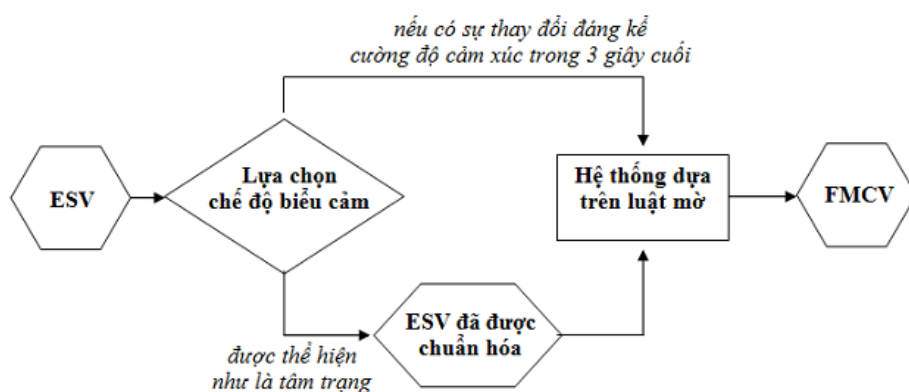 nếu có sự thay đổi đáng kể
cường độ cảm xúc trong 3 giây cuối
ESV
Lựa chọn
chế độ biểu cảm
Hệ thống dựa
trên luật mờ
FMCV
ESV đã được
chuẩn hóa
được thể hiện
như là tâm trạng